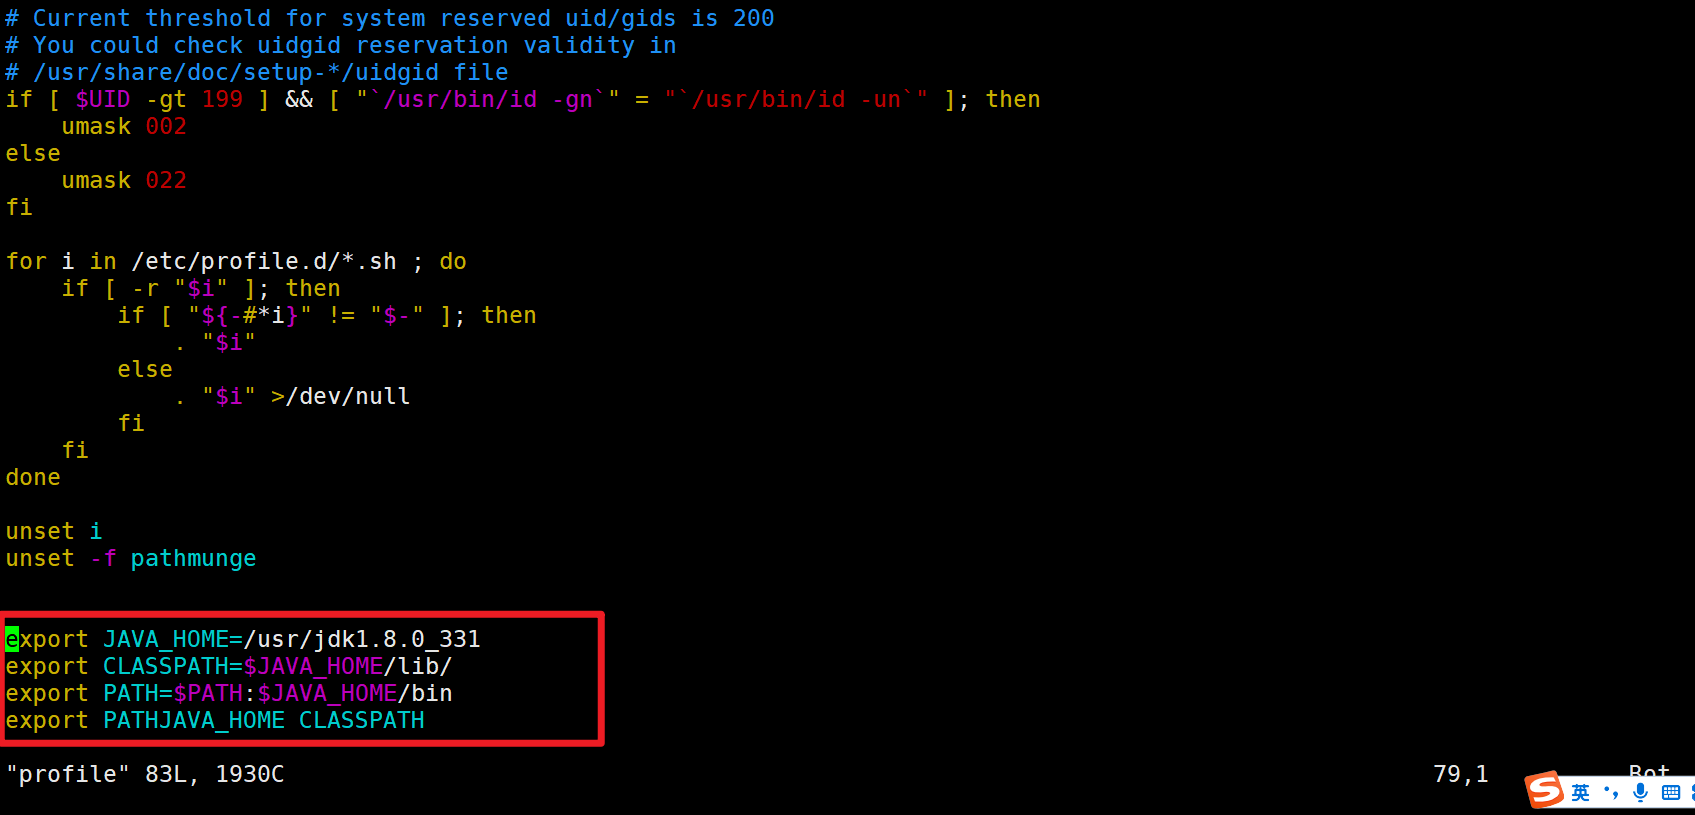 # Current threshold for system reserved uid/gids is 200
# You could check uidgid reservation validity in
# /usr/share/doc/setup-*/uidgid file
if [ $UID -gt 199 ] && [ "`/usr/bin/id -gn`" = "`/usr/bin/id -un`" ]; then
    umask 002
else
    umask 022
fi

for i in /etc/profile.d/*.sh ; do
    if [ -r "$i" ]; then
        if [ "${-#*i}" != "$-" ]; then
            . "$i"
        else
            . "$i" >/dev/null
        fi
    fi
done

unset i
unset -f pathmunge

export JAVA_HOME=/usr/jdk1.8.0_331
export CLASSPATH=$JAVA_HOME/lib/
export PATH=$PATH:$JAVA_HOME/bin
export PATHJAVA_HOME CLASSPATH
"profile" 83L, 1930C 79,1 Bot
S 英